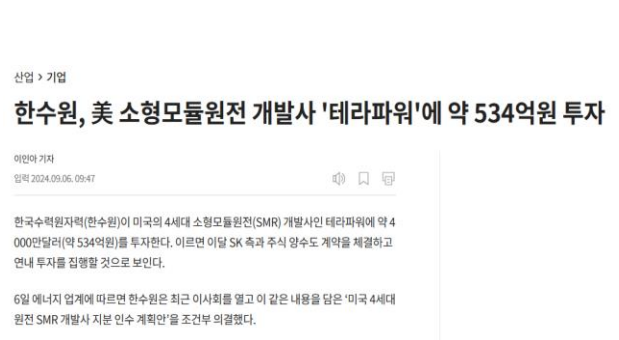 산업 > 기업
한수원, 美 소형모듈원전 개발사 '테라파워'에 약 534억원 투자
이인아 기자
입력 2024.09.06. 09:47
한국수력원자력(한수원)이 미국의 4세대 소형모듈원전(SMR) 개발사인 테라파워에 약 4
000만달러(약 534억원)를 투자한다. 이르면 이달 SK 측과 주식 양수도 계약을 체결하고
연내 투자를 집행할 것으로 보인다.
6일 에너지 업계에 따르면 한수원은 최근 이사회를 열고 이 같은 내용을 담은 '미국 4세대
원전 SMR 개발사 지분 인수 계획안'을 조건부 의결했다.